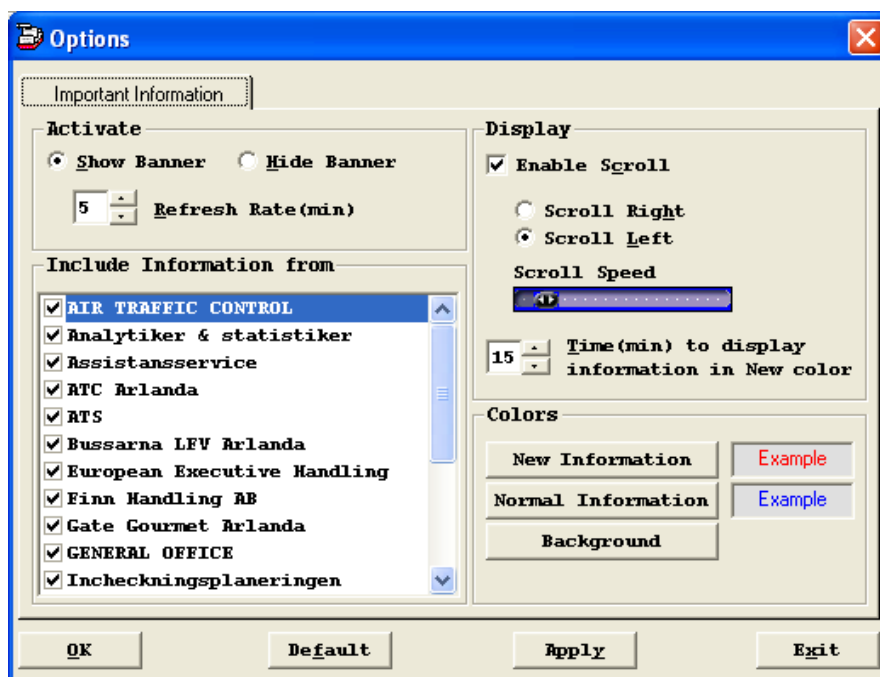 Options
Important Information
Activate
Show Banner Hide Banner
5 Refresh Rate(min)
Include Information from
AIR TRAFFIC CONTROL
Analytiker & statistiker
Assistansservice
ATC Arlanda
ATS
Bussarna LFV Arlanda
European Executive Handling
Finn Handling AB
Gate Gourmet Arlanda
GENERAL OFFICE
Incheckningsplaneringen
Display
Enable Scroll
Scroll Right
Scroll Left
Scroll Speed
15 Time(min) to display
information in New color
Colors
New Information Example
Normal Information Example
Background
OK Default Apply Exit